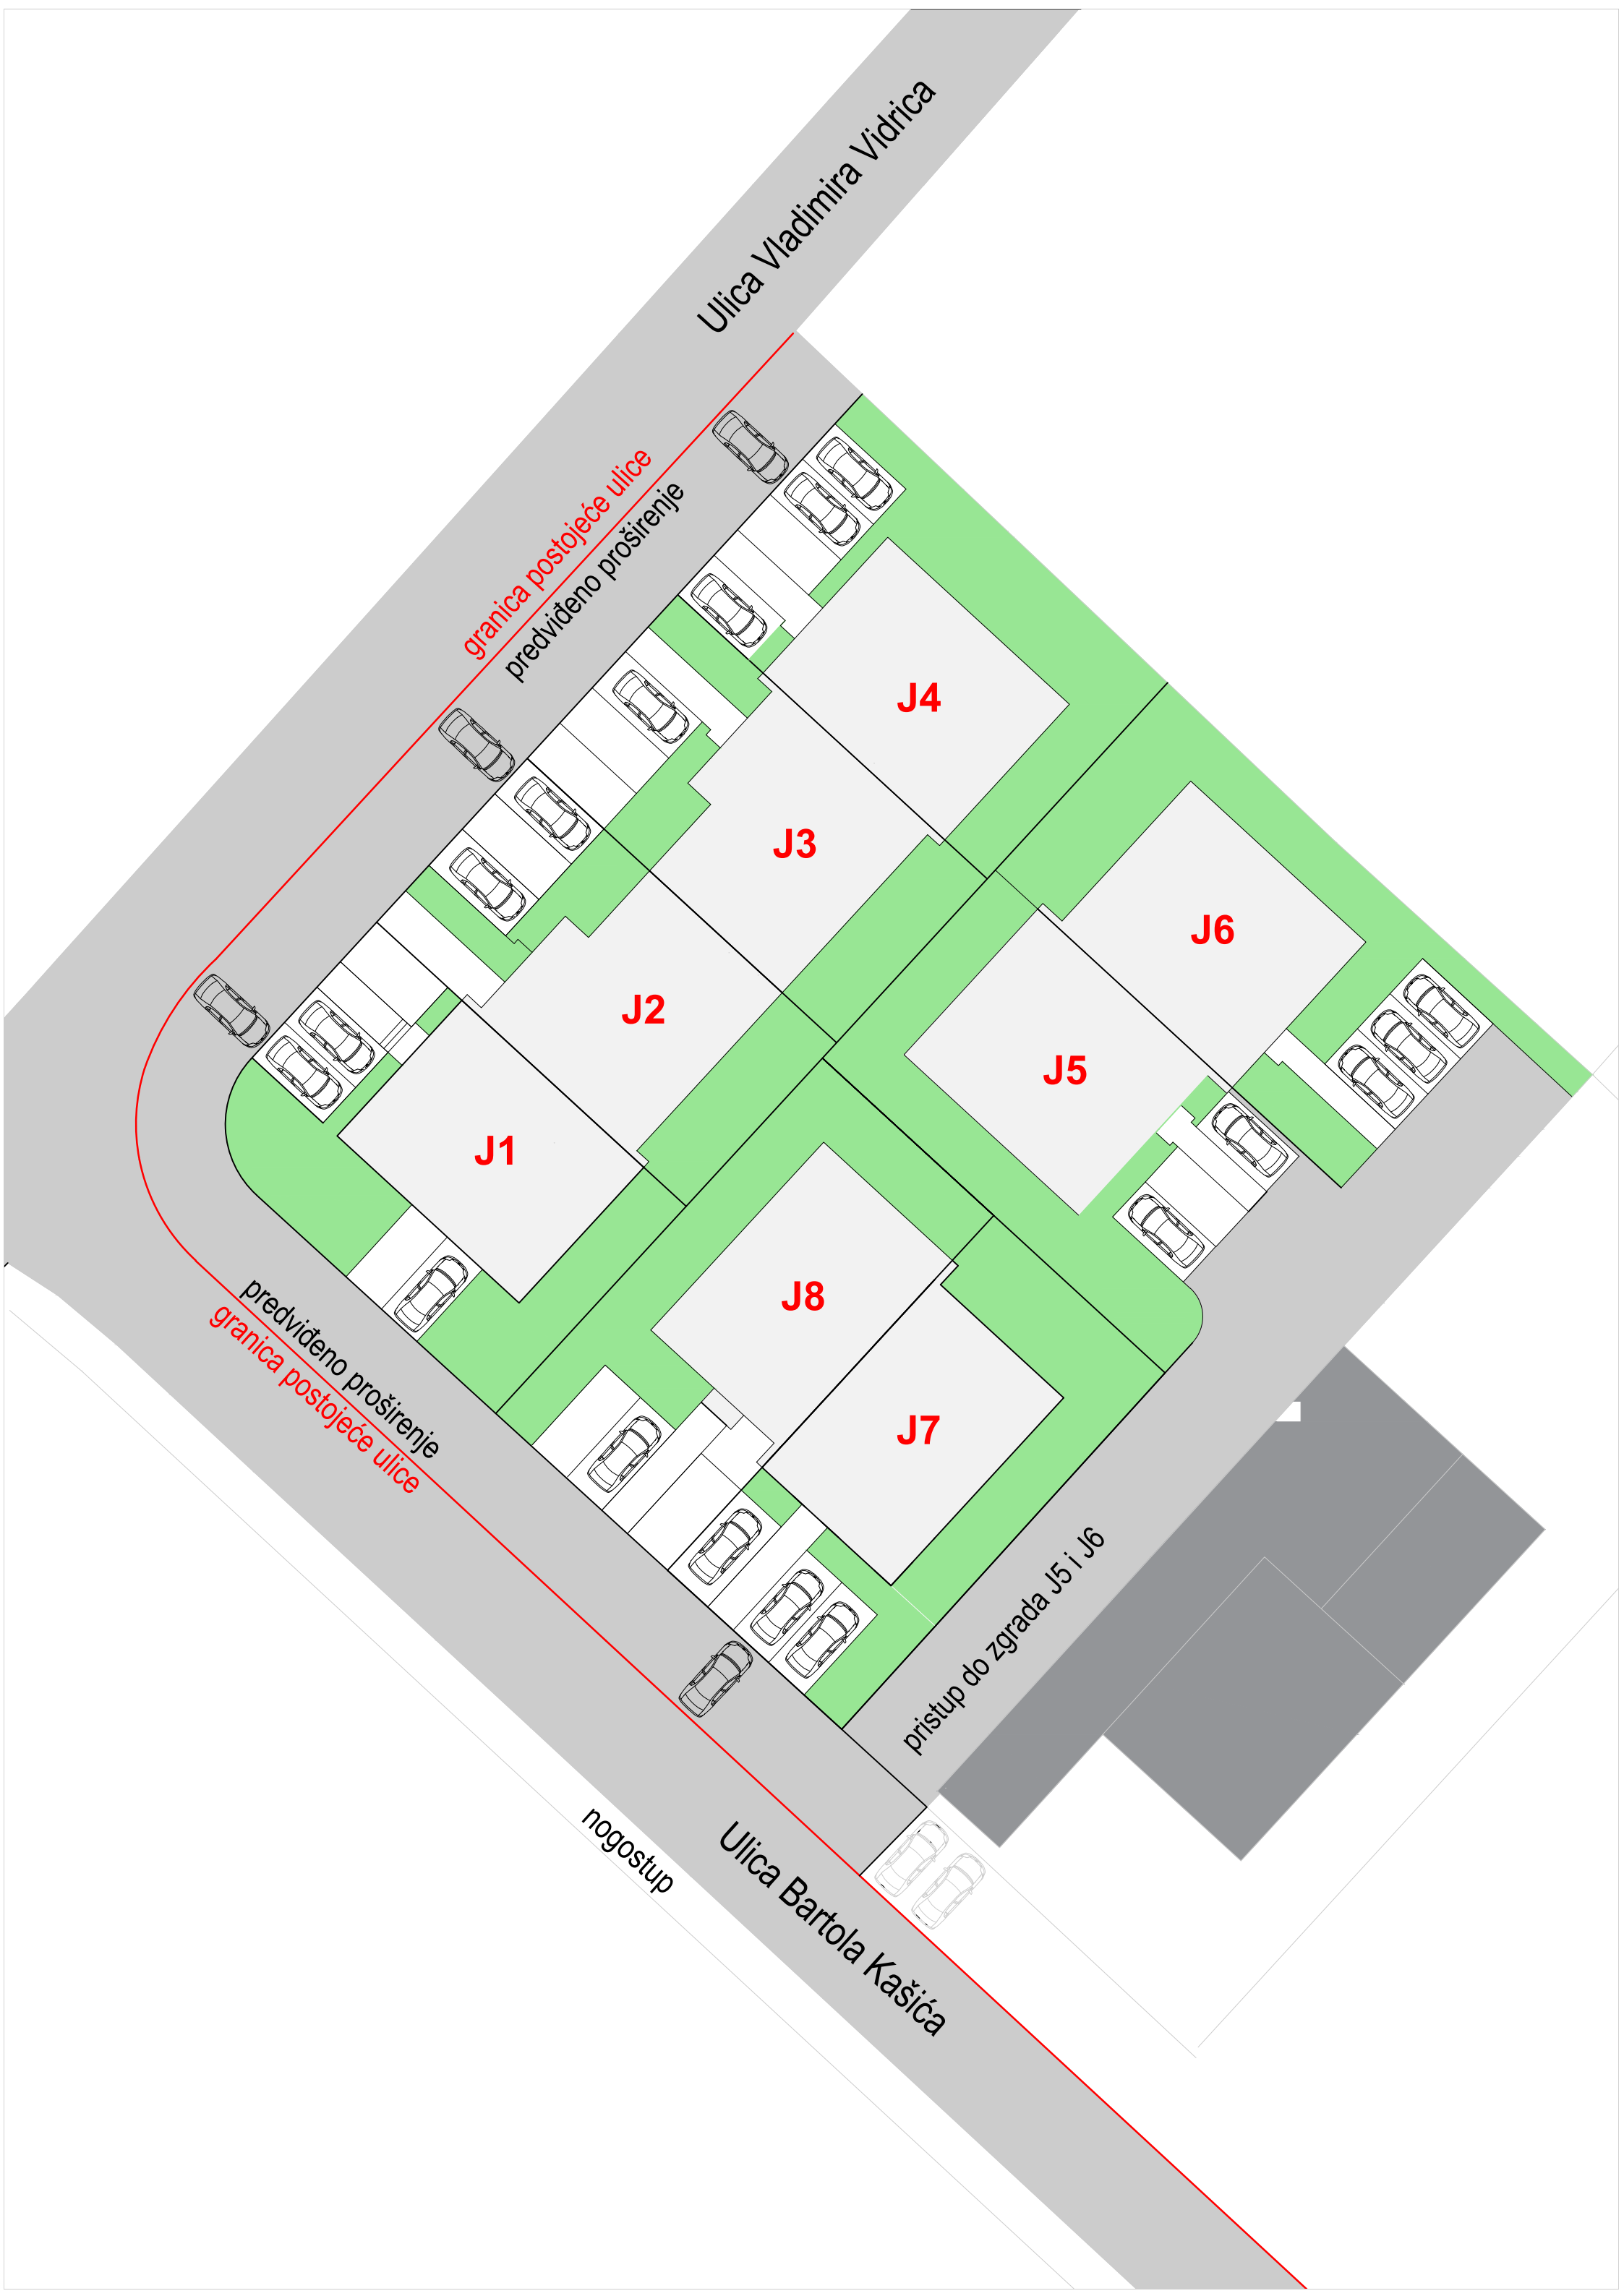 Ulica Vladimira Vidrica
granica postojeće ulice
predviđeno proširenje
J4
J3
J6
J2
J5
J1
J8
J7
predviđeno proširenje
granica postojeće ulice
pristup do zgrada J5 i J6
nogostup
Ulica Bartola Kašića